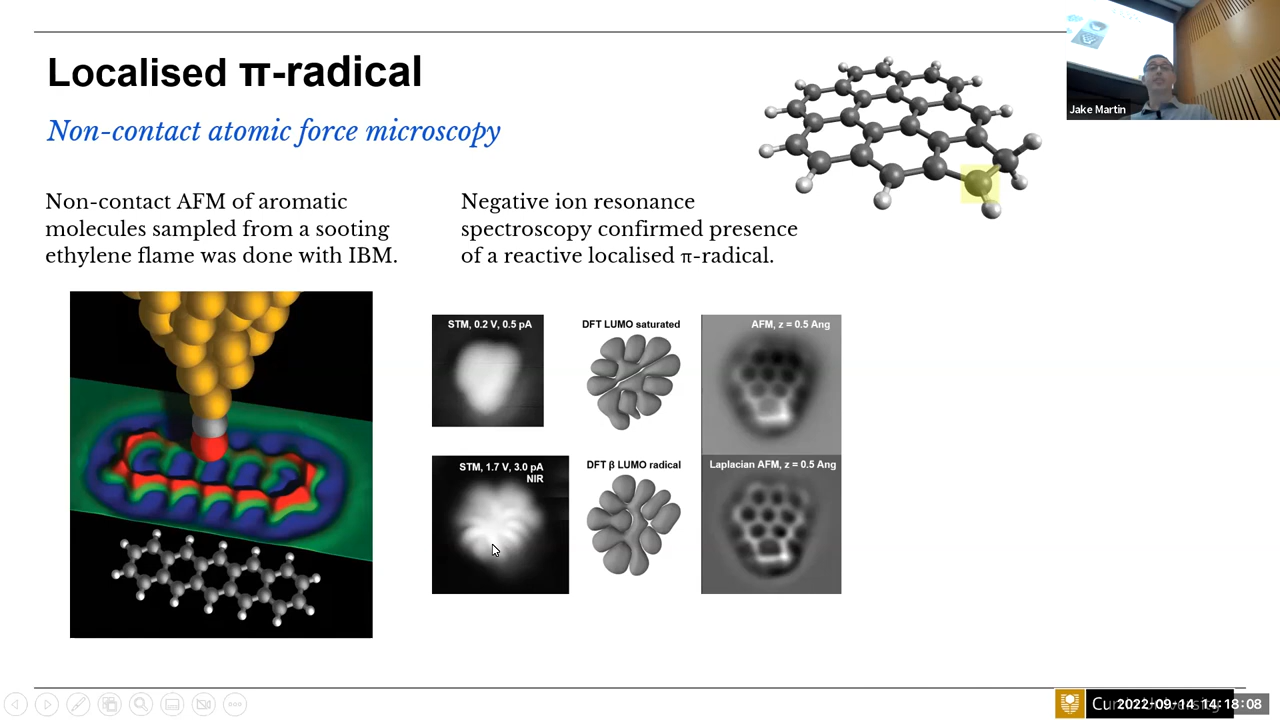 Localised π-radical
Non-contact atomic force microscopy
Jake Martin
Non-contact AFM of aromatic
molecules sampled from a sooting
ethylene flame was done with IBM.
Negative ion resonance
spectroscopy confirmed presence
of a reactive localised π-radical.
STM, 0.2 V, 0.5 pA
DFT LUMO saturated
AFM, z = 0.5 Ang
STM, 1.7 V, 3.0 pA
NIR
DFT β LUMO radical
Laplacian AFM, z = 0.5 Ang
2022-09-14 14:18:08